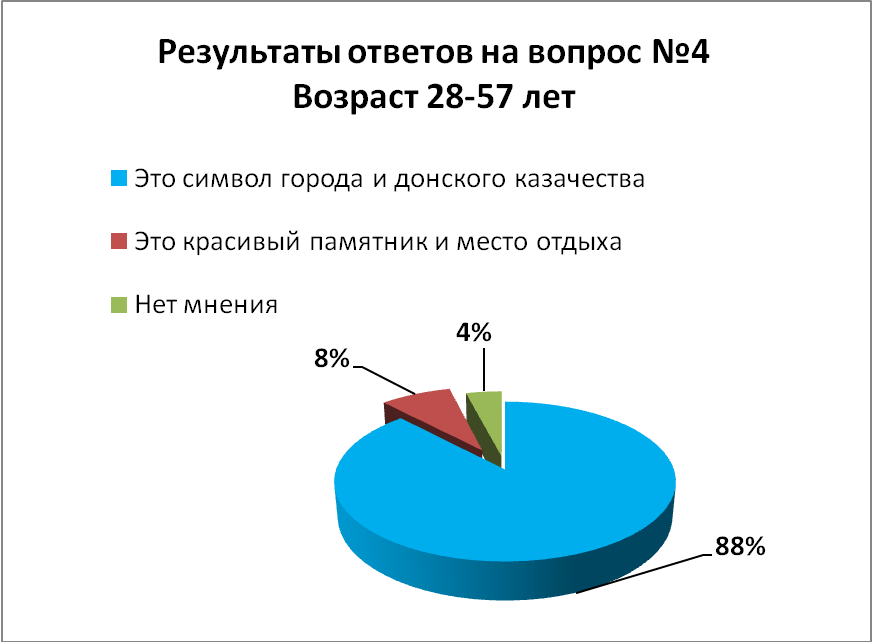 Результаты ответов на вопрос №4
Возраст 28-57 лет
Это символ города и донского казачества
Это красивый памятник и место отдыха
Нет мнения
4%
8%
88%